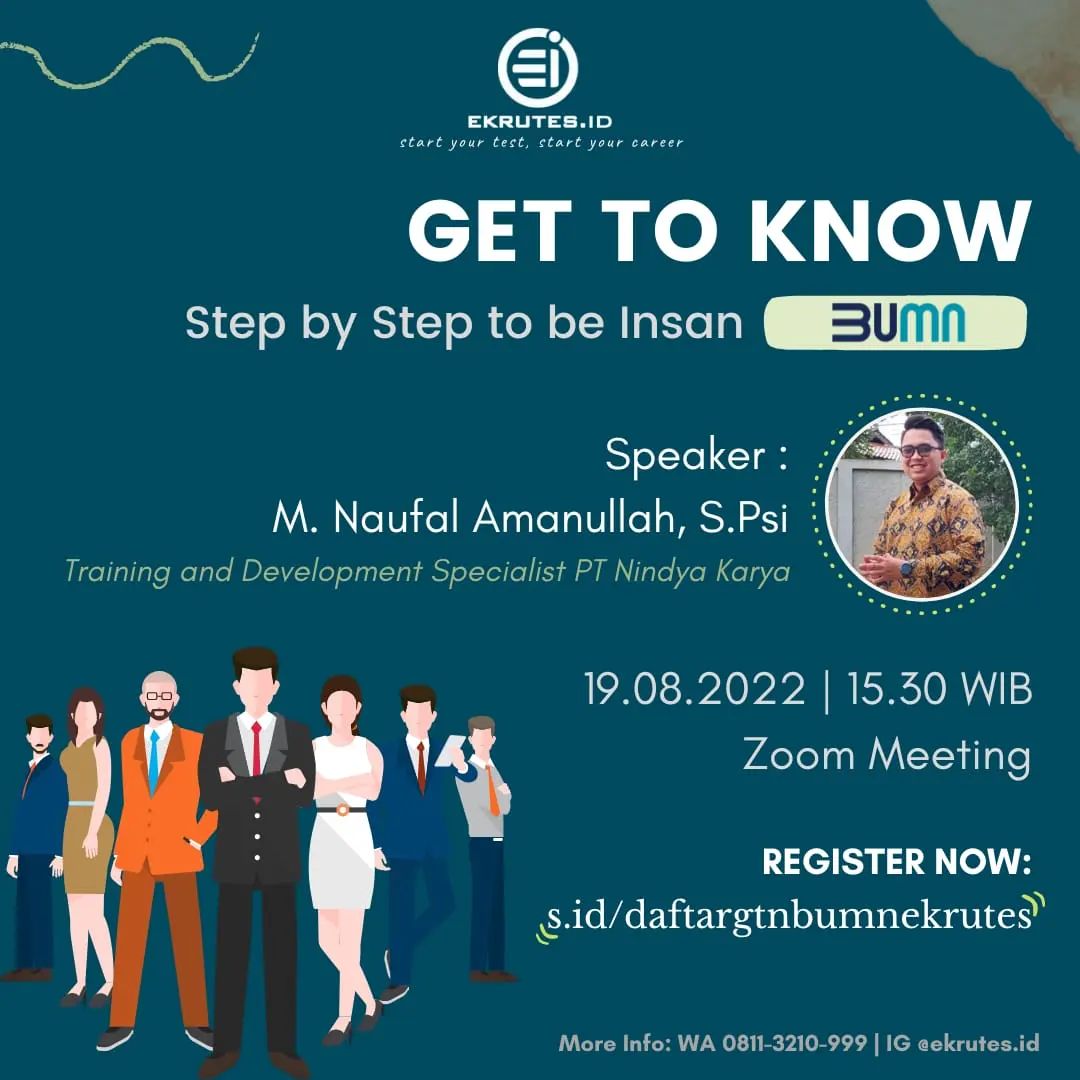 EKRUTES.ID
start your test, start your career
GET TO KNOW
Step by Step to be Insan BUMN
Speaker :
M. Naufal Amanullah, S.Psi
Training and Development Specialist PT Nindya Karya
19.08.2022 | 15.30 WIB
Zoom Meeting
REGISTER NOW:
s.id/daftargtnbumnekrutes
More Info: WA 0811-3210-999 | IG @ekrutes.id